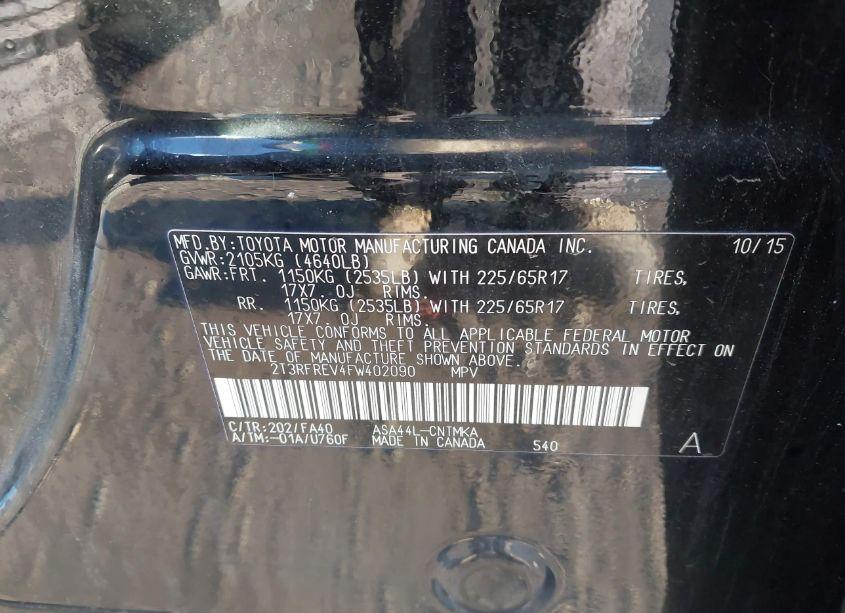 MFD.BY:TOYOTA MOTOR MANUFACTURING CANADA INC. 10/15
GVWR:2105KG (4640LB)
GAWR:FRT. 1150KG (2535LB) WITH 225/65R17 TIRES,
17X7.0J RIMS.
RR. 1150KG (2535LB) WITH 225/65R17 TIRES,
17X7.0J RIMS.
THIS VEHICLE CONFORMS TO ALL APPLICABLE FEDERAL MOTOR
VEHICLE SAFETY AND THEFT PREVENTION STANDARDS IN EFFECT ON
THE DATE OF MANUFACTURE SHOWN ABOVE.
2T3RFREV4FW402090 MPV
C/TR:202/FA40 ASA44L-CNTMKA
A/TM:-01A/U760F MADE IN CANADA 540 A